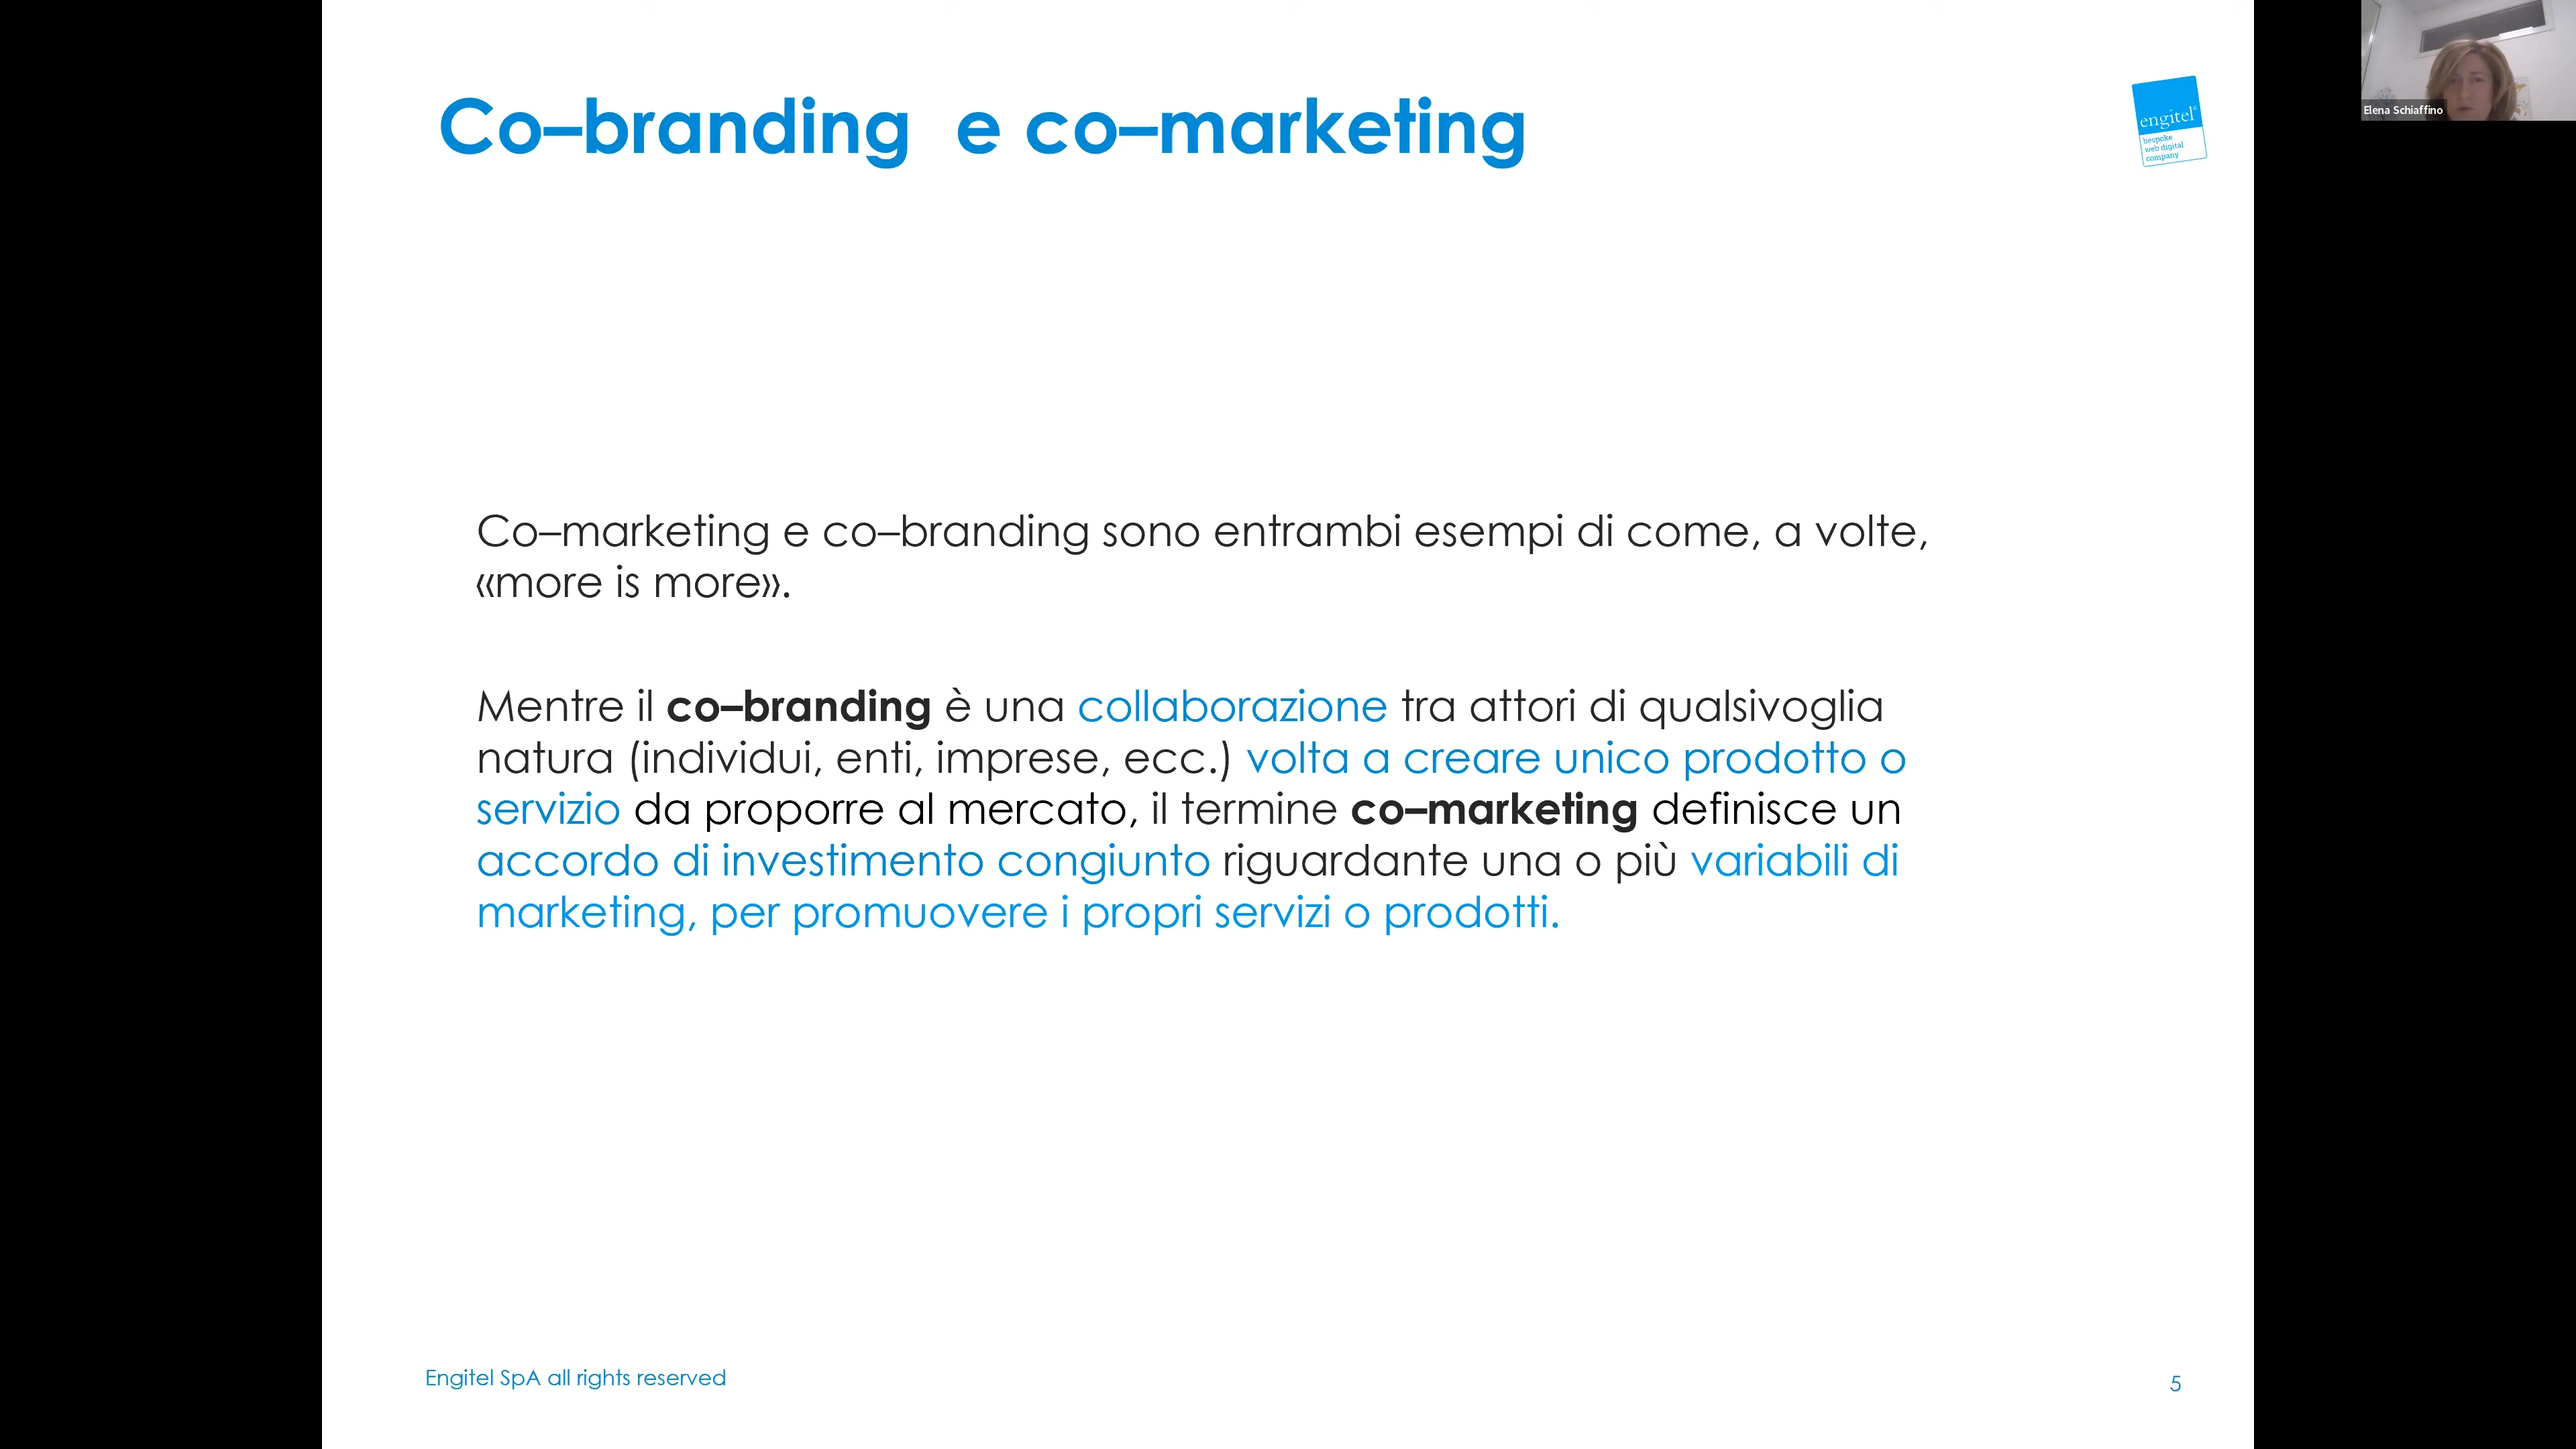 Co–branding  e co–marketing
engitel®
bespoke
web digital
company
Elena Schiaffino
Co–marketing e co–branding sono entrambi esempi di come, a volte,
«more is more».
Mentre il co–branding è una collaborazione tra attori di qualsivoglia
natura (individui, enti, imprese, ecc.) volta a creare unico prodotto o
servizio da proporre al mercato, il termine co–marketing definisce un
accordo di investimento congiunto riguardante una o più variabili di
marketing, per promuovere i propri servizi o prodotti.
Engitel SpA all rights reserved
5